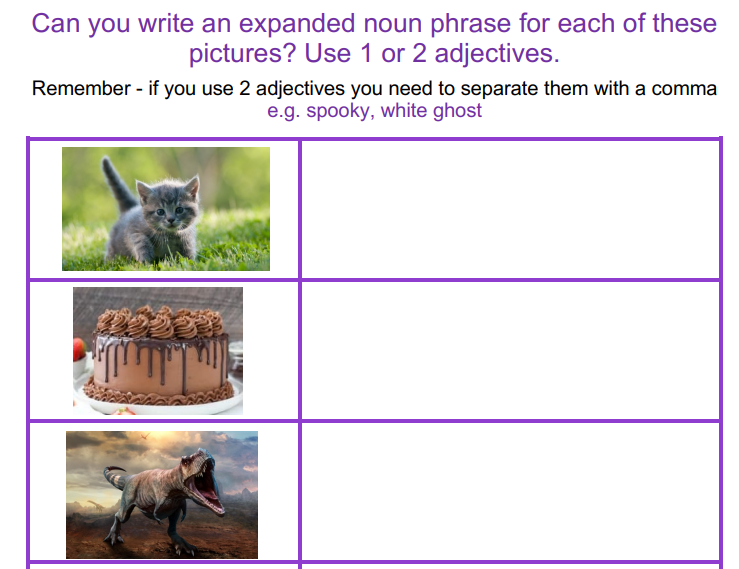 Can you write an expanded noun phrase for each of these
pictures? Use 1 or 2 adjectives.
Remember - if you use 2 adjectives you need to separate them with a comma
e.g. spooky, white ghost